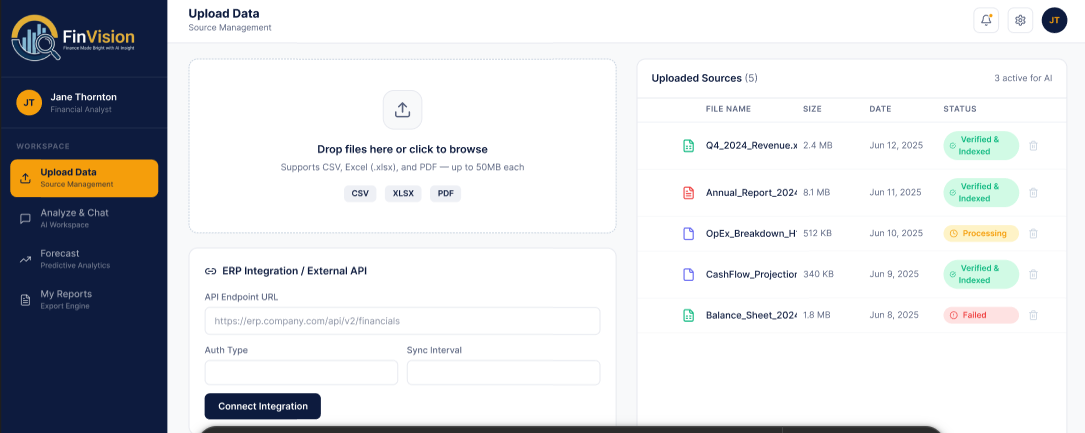 FinVision
Finance Made Bright with AI Insight
JT
Jane Thornton
Financial Analyst
WORKSPACE
Upload Data
Source Management
Analyze & Chat
AI Workspace
Forecast
Predictive Analytics
My Reports
Export Engine
Upload Data
Source Management
JT
Drop files here or click to browse
Supports CSV, Excel (.xlsx), and PDF — up to 50MB each
CSV XLSX PDF
ERP Integration / External API
API Endpoint URL
https://erp.company.com/api/v2/financials
Auth Type Sync Interval
Connect Integration
Uploaded Sources (5) 3 active for AI
FILE NAME SIZE DATE STATUS
Q4_2024_Revenue.x 2.4 MB Jun 12, 2025 Verified &
Indexed
Annual_Report_2024 8.1 MB Jun 11, 2025 Verified &
Indexed
OpEx_Breakdown_H1 512 KB Jun 10, 2025 Processing
CashFlow_Projection 340 KB Jun 9, 2025 Verified &
Indexed
Balance_Sheet_2024 1.8 MB Jun 8, 2025 Failed